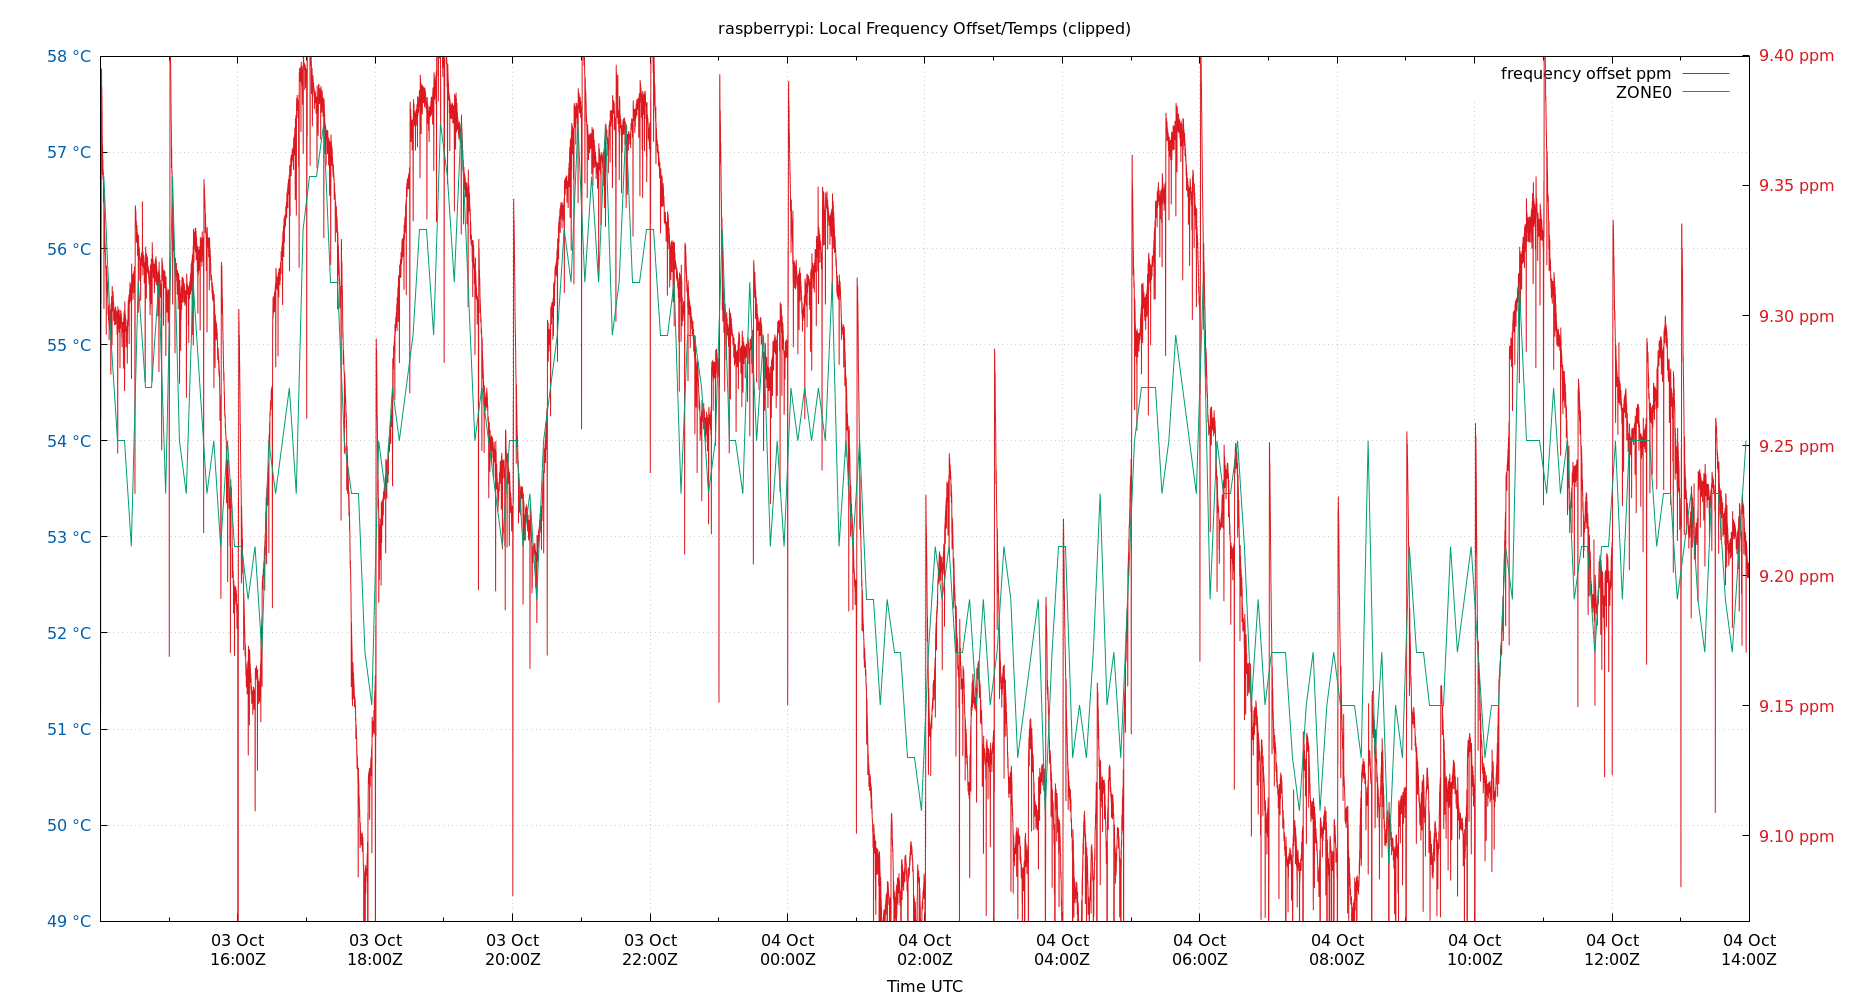 raspberrypi: Local Frequency Offset/Temps (clipped)
58 °C
57 °C
56 °C
55 °C
54 °C
53 °C
52 °C
51 °C
50 °C
49 °C
9.40 ppm
9.35 ppm
9.30 ppm
9.25 ppm
9.20 ppm
9.15 ppm
9.10 ppm
frequency offset ppm
ZONE0
03 Oct
16:00Z
03 Oct
18:00Z
03 Oct
20:00Z
03 Oct
22:00Z
04 Oct
00:00Z
04 Oct
02:00Z
04 Oct
04:00Z
04 Oct
06:00Z
04 Oct
08:00Z
04 Oct
10:00Z
04 Oct
12:00Z
04 Oct
14:00Z
Time UTC